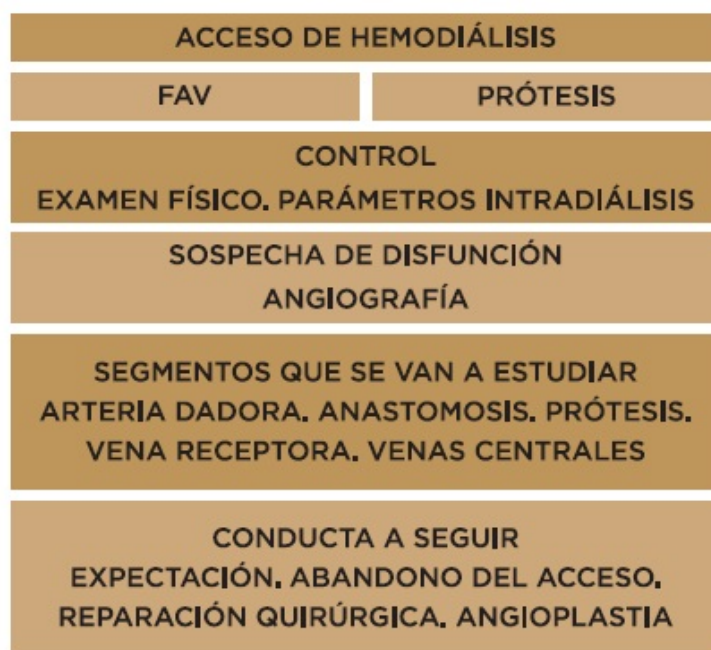 ACCESO DE HEMODIÁLISIS
FAV
PRÓTESIS
CONTROL
EXAMEN FÍSICO. PARÁMETROS INTRADIÁLISIS
SOSPECHA DE DISFUNCIÓN
ANGIOGRAFÍA
SEGMENTOS QUE SE VAN A ESTUDIAR
ARTERIA DADORA. ANASTOMOSIS. PRÓTESIS.
VENA RECEPTORA. VENAS CENTRALES
CONDUCTA A SEGUIR
EXPECTACIÓN. ABANDONO DEL ACCESO.
REPARACIÓN QUIRÚRGICA. ANGIOPLASTIA